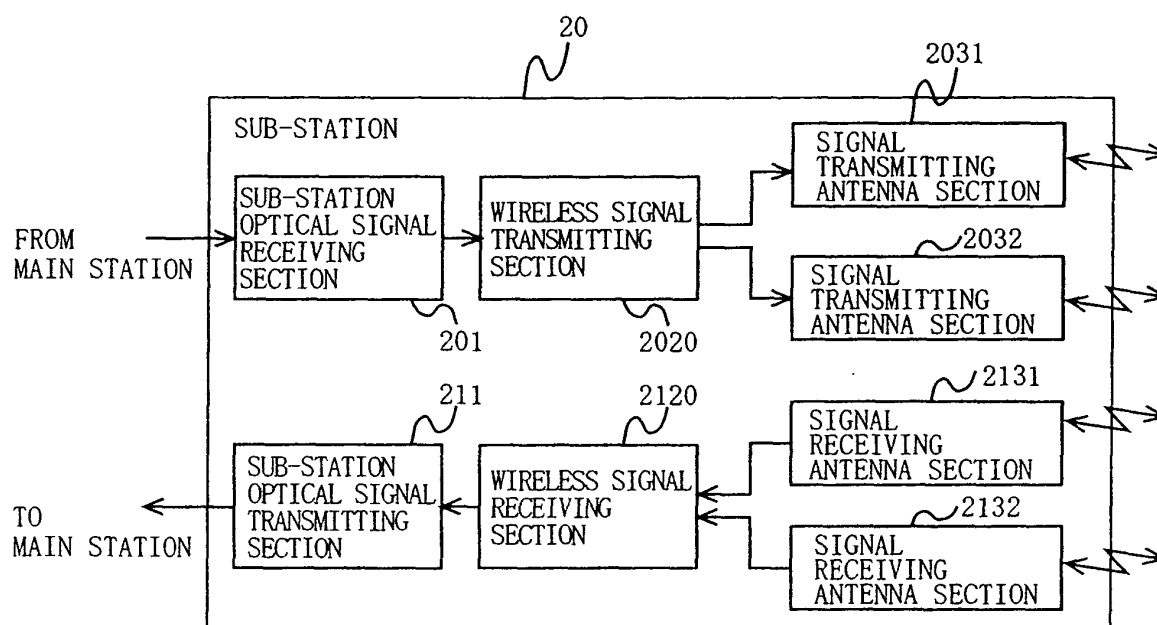 20
2031
SUB-STATION
SIGNAL
TRANSMITTING
ANTENNA SECTION
SUB-STATION
OPTICAL SIGNAL
RECEIVING
SECTION
WIRELESS SIGNAL
TRANSMITTING
SECTION
FROM
MAIN STATION
2032
SIGNAL
TRANSMITTING
ANTENNA SECTION
201
2020
211
2120
2131
SIGNAL
RECEIVING
ANTENNA SECTION
SUB-STATION
OPTICAL SIGNAL
TRANSMITTING
SECTION
WIRELESS SIGNAL
RECEIVING
SECTION
TO
MAIN STATION
2132
SIGNAL
RECEIVING
ANTENNA SECTION